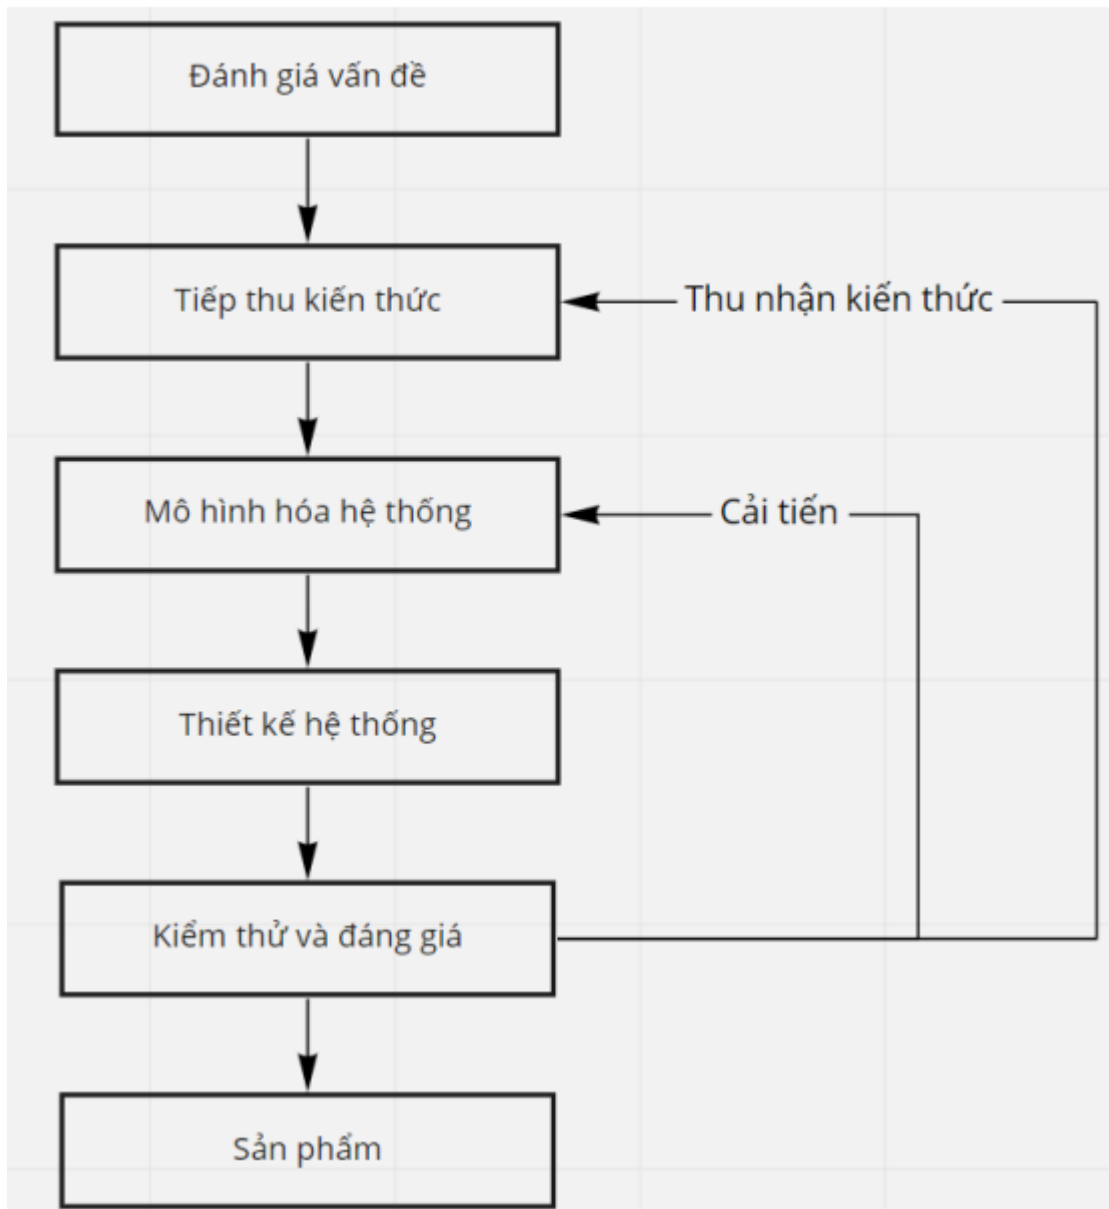 Đánh giá vấn đề
Tiếp thu kiến thức
Thu nhận kiến thức
Mô hình hóa hệ thống
Cải tiến
Thiết kế hệ thống
Kiểm thử và đáng giá
Sản phẩm